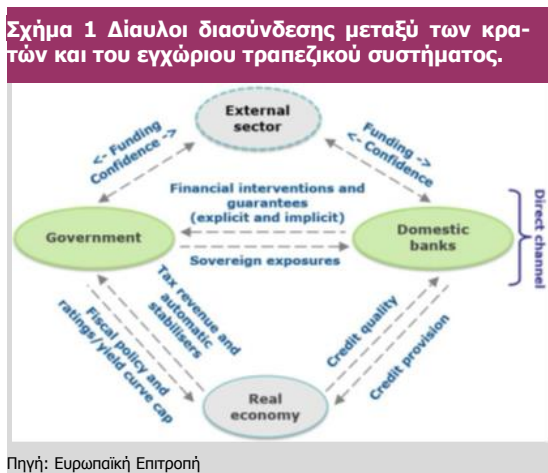 Σχήμα 1 Δίαυλοι διασύνδεσης μεταξύ των κρα-
τών και του εγχώριου τραπεζικού συστήματος.
External
sector
<- Funding
Confidence ->
Funding ->
<- Confidence
Financial interventions and
guarantees
(explicit and implicit)
Government
Domestic
banks
Direct channel
Sovereign exposures
Tax revenue and
automatic
stabilisers
Fiscal policy and
ratings/yield curve cap
Credit quality
Credit provision
Real
economy
Πηγή: Ευρωπαϊκή Επιτροπή